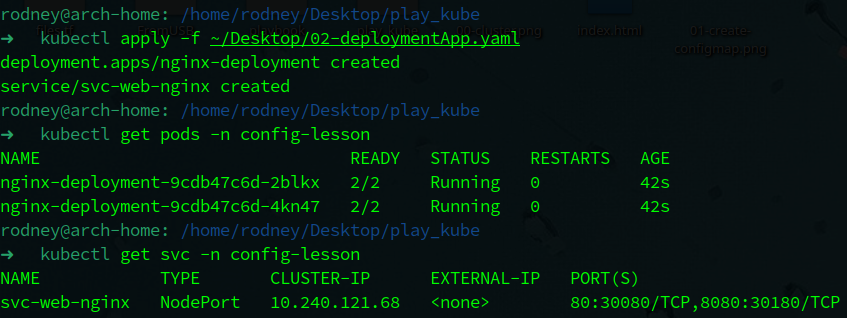 rodney@arch-home: /home/rodney/Desktop/play_kube
➜ kubectl apply -f ~/Desktop/02-deploymentApp.yaml
index.html
01-create-
configmap.png
deployment.apps/nginx-deployment created
service/svc-web-nginx created
rodney@arch-home: /home/rodney/Desktop/play_kube
➜ kubectl get pods -n config-lesson
NAME READY STATUS RESTARTS AGE
nginx-deployment-9cdb47c6d-2blkx 2/2 Running 0 42s
nginx-deployment-9cdb47c6d-4kn47 2/2 Running 0 42s
rodney@arch-home: /home/rodney/Desktop/play_kube
➜ kubectl get svc -n config-lesson
NAME TYPE CLUSTER-IP EXTERNAL-IP PORT(S)
svc-web-nginx NodePort 10.240.121.68 <none> 80:30080/TCP,8080:30180/TCP